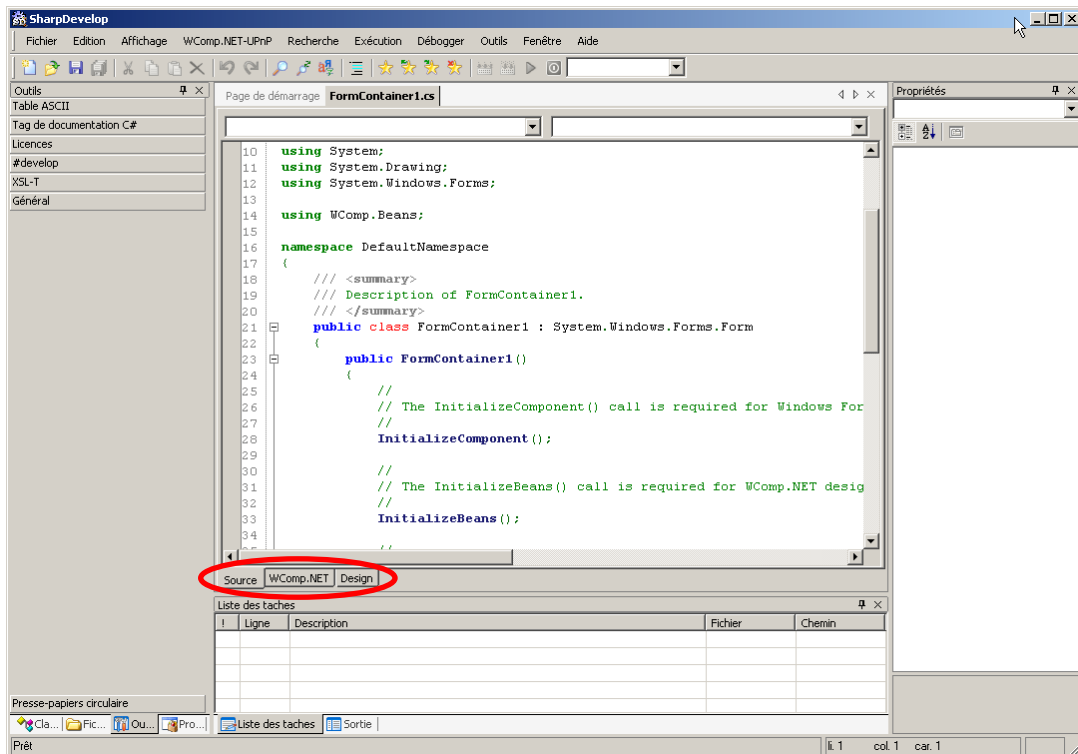 SharpDevelop
Fichier Edition Affichage WComp.NET-UPnP Recherche Exécution Débogger Outils Fenêtre Aide
Outils
Table ASCII
Tag de documentation C#
Licences
#develop
XSL-T
Général
Presse-papiers circulaire
Cla... Fic... Ou... Pro...
Page de démarage FormContainer1.cs
10 using System;
11 using System.Drawing;
12 using System.Windows.Forms;
13
14 using WComp.Beans;
15
16 namespace DefaultNamespace
17 {
18 /// <summary>
19 /// Description of FormContainer1.
20 /// </summary>
21 public class FormContainer1 : System.Windows.Forms.Form
22 {
23 public FormContainer1()
24 {
25 //
26 // The InitializeComponent() call is required for Windows For
27 //
28 InitializeComponent();
29
30 //
31 // The InitializeBeans() call is required for WComp.NET desig
32 //
33 InitializeBeans();
34
35 //
Source WComp.NET Design
Liste des taches
! Ligne Description Fichier Chemin
Liste des taches Sortie
Propriétés
Prêt
li. 1 col. 1 car. 1